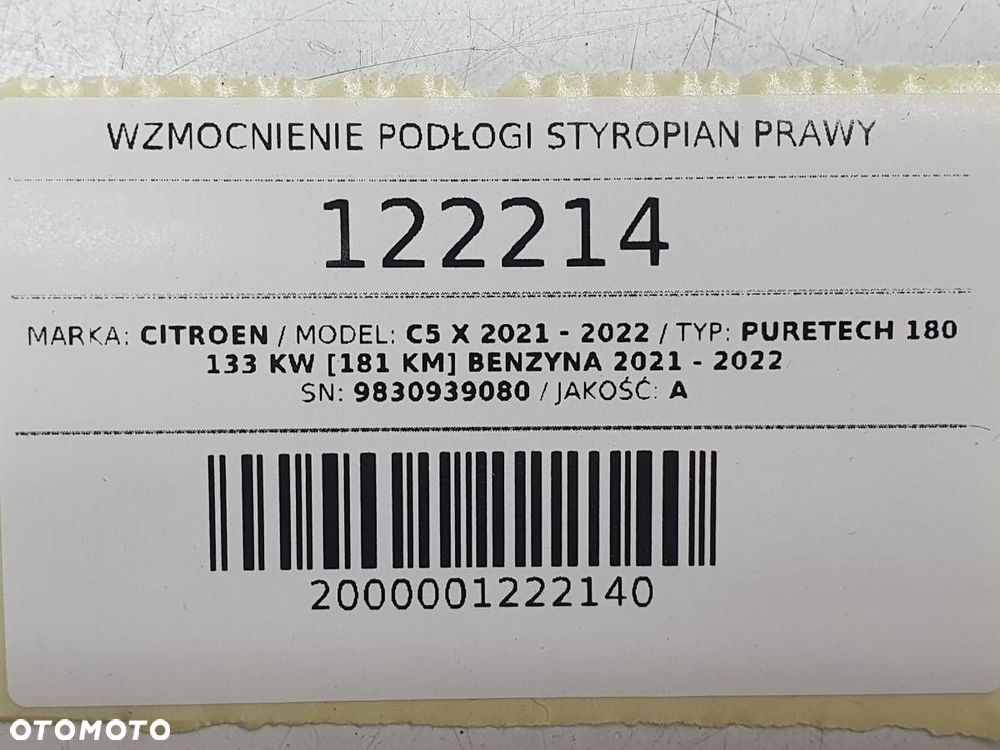 WZMOCNIENIE PODŁOGI STYROPIAN PRAWY
122214
MARKA: CITROEN / MODEL: C5 X 2021 - 2022 / TYP: PURETECH 180
133 KW [181 KM] BENZYNA 2021 - 2022
SN: 9830939080 / JAKOŚĆ: A
2000001222140
OTOMOTO